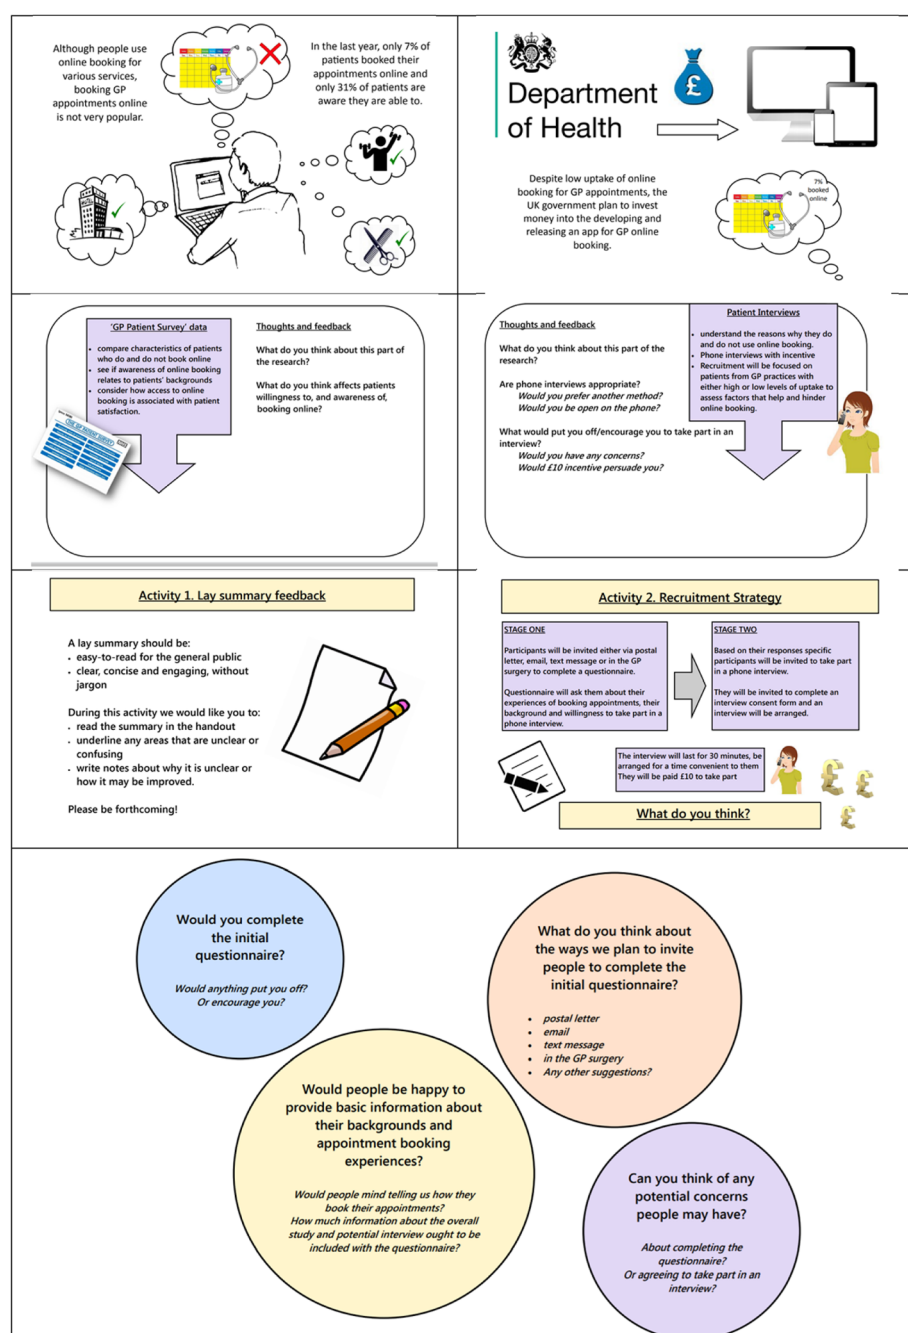 Although people use
online booking for
various services,
booking GP
appointments online
is not very popular.
In the last year, only 7% of
patients booked their
appointments online and
only 31% of patients are
aware they are able to.
Department
of Health
£
Despite low uptake of online
booking for GP appointments, the
UK government plan to invest
money into the developing and
releasing an app for GP online
booking.
7%
booked
online
'GP Patient Survey' data
• compare characteristics of patients
who do and do not book online
• see if awareness of online booking
relates to patients' backgrounds
• consider how access to online
booking is associated with patient
satisfaction.
THE GP PATIENT SURVEY
Thoughts and feedback
What do you think about this part of
the research?
What do you think affects patients
willingness to, and awareness of,
booking online?
Thoughts and feedback
What do you think about this part of the
research?
Are phone interviews appropriate?
Would you prefer another method?
Would you be open on the phone?
What would put you off/encourage you to take part in an
interview?
Would you have any concerns?
Would £10 incentive persuade you?
Patient Interviews
• understand the reasons why they do
and do not use online booking.
• Phone interviews with incentive
• Recruitment will be focused on
patients from GP practices with
either high or low levels of uptake to
assess factors that help and hinder
online booking.
Activity 1. Lay summary feedback
A lay summary should be:
• easy-to-read for the general public
• clear, concise and engaging, without
jargon
During this activity we would like you to:
• read the summary in the handout
• underline any areas that are unclear or
confusing
• write notes about why it is unclear or
how it may be improved.
Please be forthcoming!
Activity 2. Recruitment Strategy
STAGE ONE
Participants will be invited either via postal
letter, email, text message or in the GP
surgery to complete a questionnaire.
Questionnaire will ask them about their
experiences of booking appointments, their
background and willingness to take part in a
phone interview.
STAGE TWO
Based on their responses specific
participants will be invited to take part
in a phone interview.
They will be invited to complete an
interview consent form and an
interview will be arranged.
The interview will last for 30 minutes, be
arranged for a time convenient to them
They will be paid £10 to take part
£ £
£
What do you think?
Would you complete
the initial
questionnaire?
Would anything put you off?
Or encourage you?
What do you think about
the ways we plan to invite
people to complete the
initial questionnaire?
• postal letter
• email
• text message
• in the GP surgery
• Any other suggestions?
Would people be happy to
provide basic information about
their backgrounds and
appointment booking
experiences?
Would people mind telling us how they
book their appointments?
How much information about the overall
study and potential interview ought to be
included with the questionnaire?
Can you think of any
potential concerns
people may have?
About completing the
questionnaire?
Or agreeing to take part in an
interview?